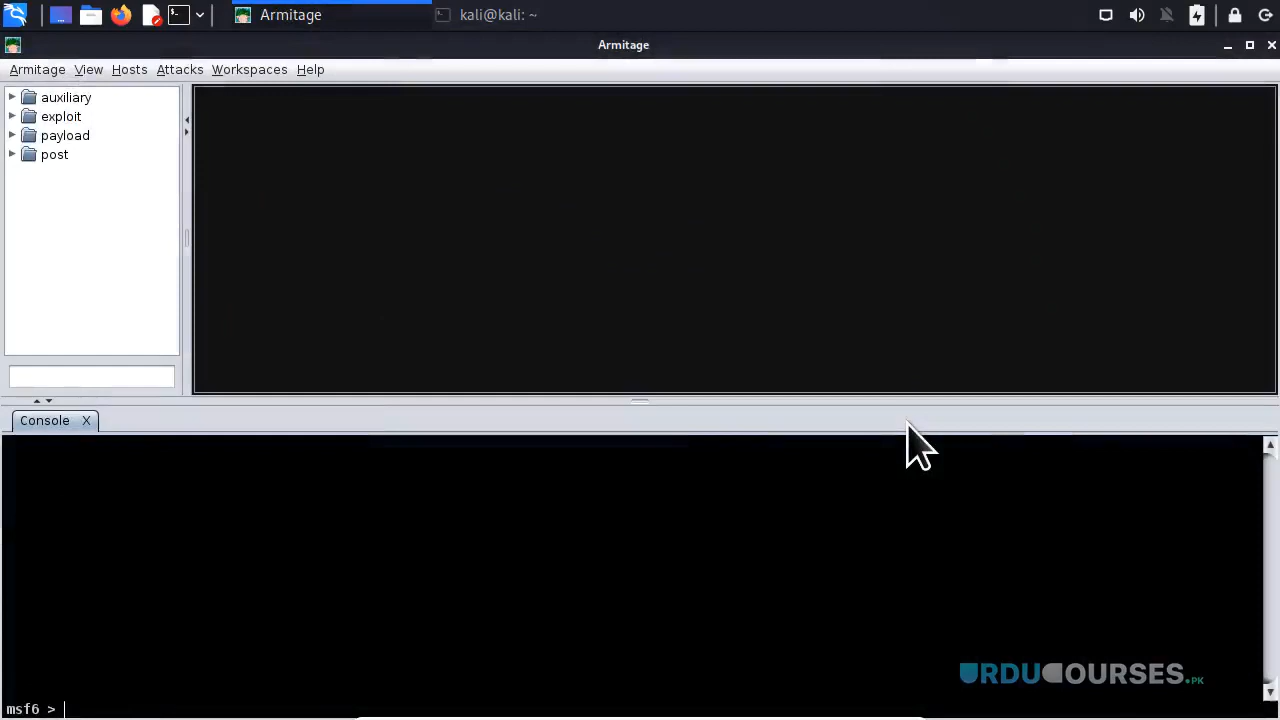 Armitage
kali@kali: ~
Armitage
Armitage View Hosts Attacks Workspaces Help
auxiliary
exploit
payload
post
Console X
URDUCOURSES.PK
msf6 >